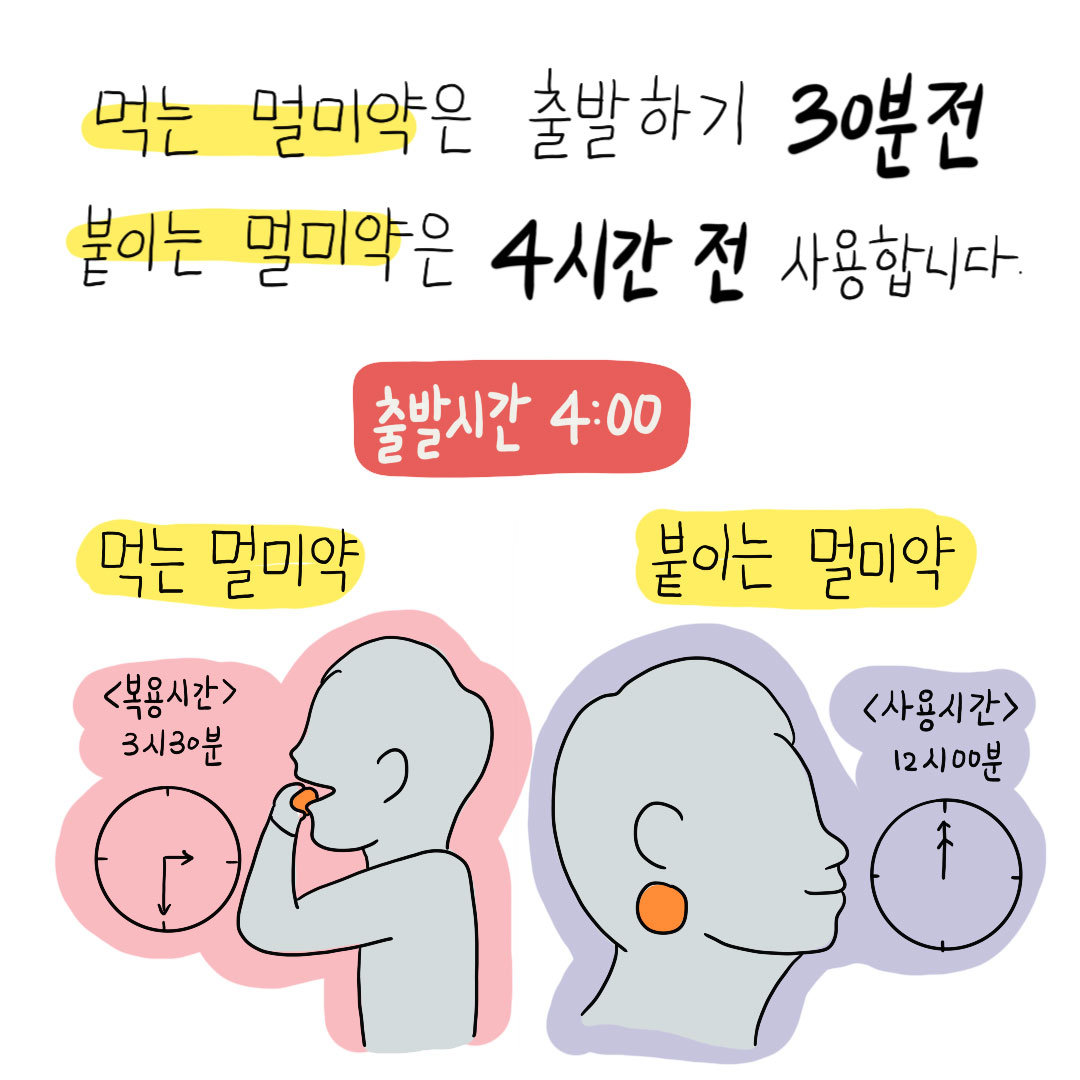 먹는 멀미약은 출발하기 30분전
붙이는 멀미약은 4시간 전 사용합니다.
출발시간 4:00
먹는 멀미약
붙이는 멀미약
<복용시간>
3시30분
<사용시간>
12시00분